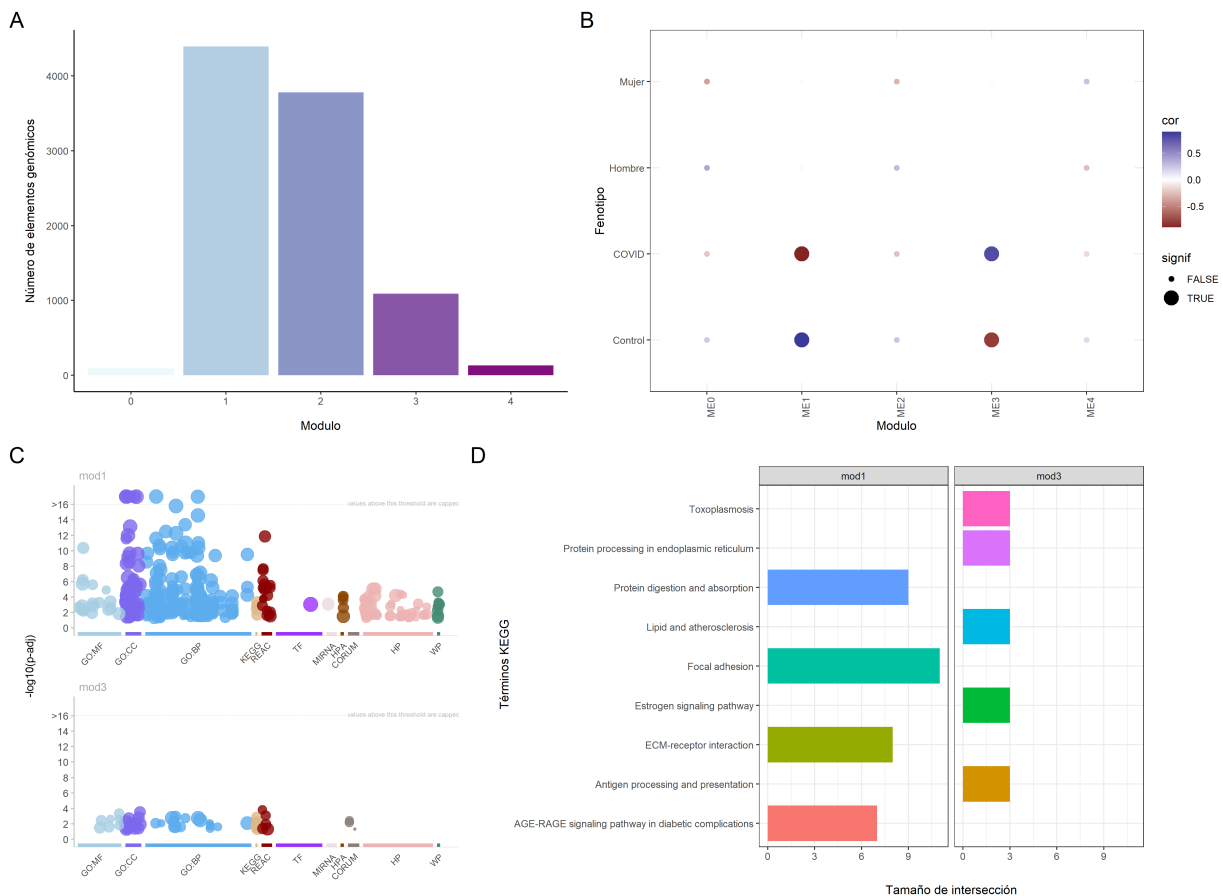 A
Número de elementos genómicos
4000
3000
2000
1000
0
0 1 2 3 4
Modulo
B
Fenotipo
Mujer
Hombre
COVID
Control
ME0 ME1 ME2 ME3 ME4
Modulo
cor
0.5
0.0
-0.5
signif
FALSE
TRUE
C
-log10(p-adj)
mod1
values above this threshold are capped
>16
14
12
10
8
6
4
2
0
GO:MF GO:CC GO:BP KEGG REAC TF MIRNA HPA CORUM HP WP
mod3
values above this threshold are capped
>16
14
12
10
8
6
4
2
0
GO:MF GO:CC GO:BP KEGG REAC TF MIRNA HPA CORUM HP WP
D
Términos KEGG
mod1 mod3
Toxoplasmosis
Protein processing in endoplasmic reticulum
Protein digestion and absorption
Lipid and atherosclerosis
Focal adhesion
Estrogen signaling pathway
ECM-receptor interaction
Antigen processing and presentation
AGE-RAGE signaling pathway in diabetic complications
0 3 6 9 0 3 6 9
Tamaño de intersección